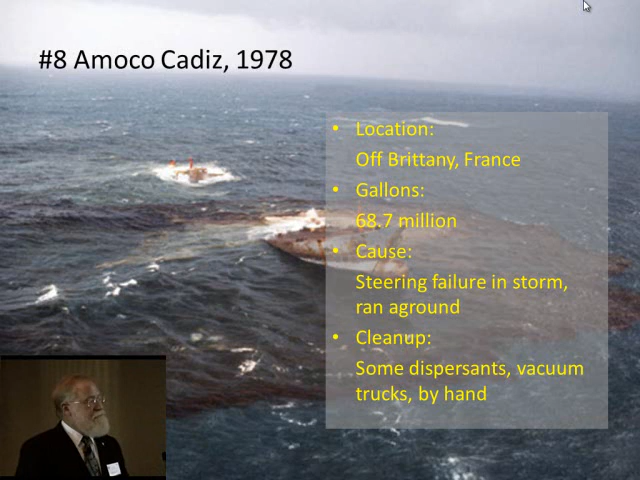 #8 Amoco Cadiz, 1978
• Location:
Off Brittany, France
• Gallons:
68.7 million
• Cause:
Steering failure in storm,
ran aground
• Cleanup:
Some dispersants, vacuum
trucks, by hand